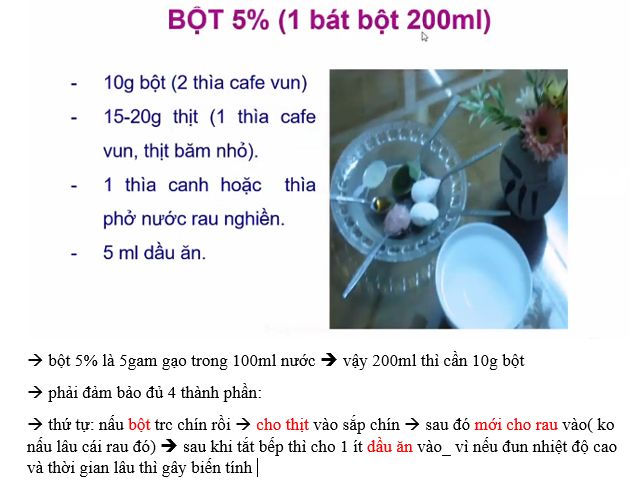 BỘT 5% (1 bát bột 200ml)
- 10g bột (2 thìa cafe vun)
- 15-20g thịt (1 thìa cafe
vun, thịt băm nhỏ).
- 1 thìa canh hoặc thìa
phở nước rau nghiền.
- 5 ml dầu ăn.
→ bột 5% là 5gam gạo trong 100ml nước → vậy 200ml thì cần 10g bột
→ phải đảm bảo đủ 4 thành phần:
→ thứ tự: nấu bột trc chín rồi → cho thịt vào sắp chín → sau đó mới cho rau vào( ko
nấu lâu cái rau đó) → sau khi tắt bếp thì cho 1 ít dầu ăn vào_ vì nếu đun nhiệt độ cao
và thời gian lâu thì gây biến tính